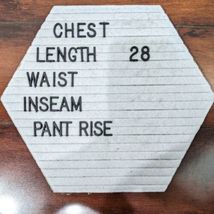 CHEST
LENGTH 28
WAIST
INSEAM
PANT RISE